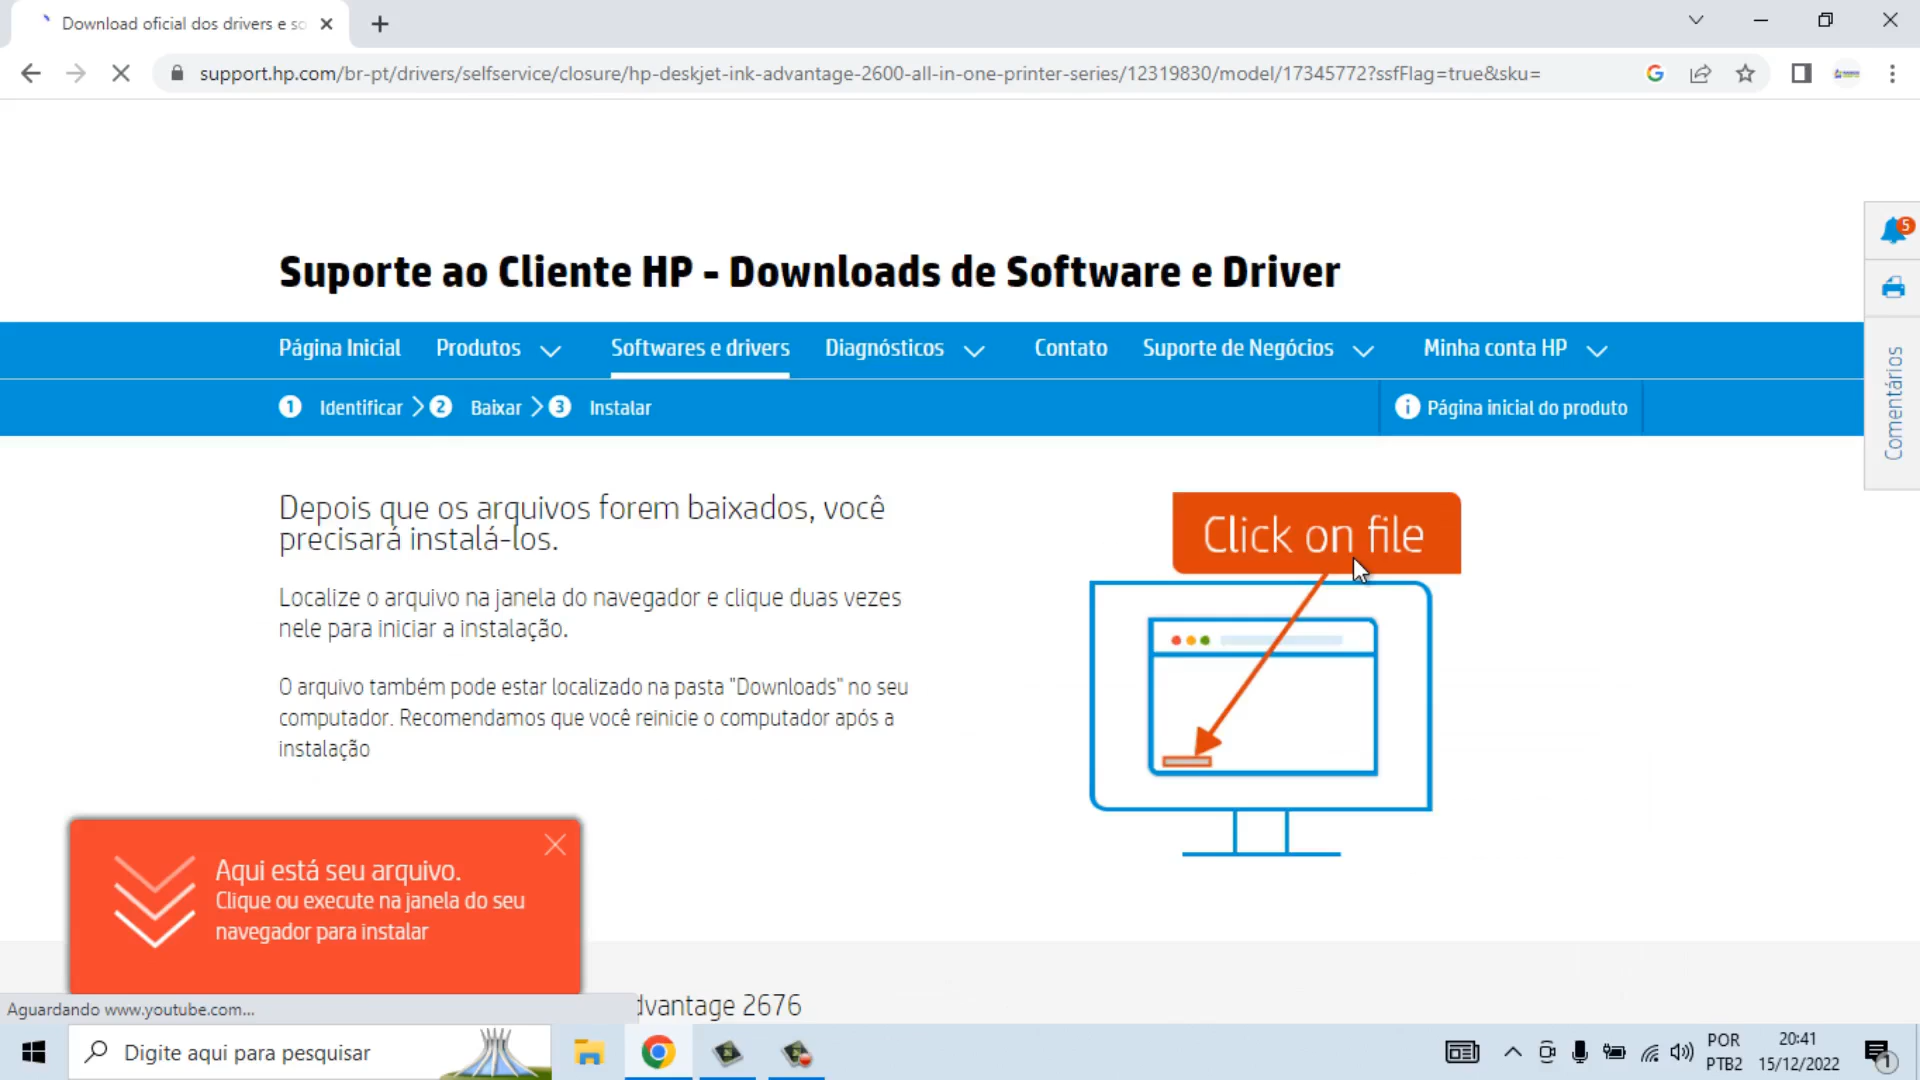 Download oficial dos drivers e so
support.hp.com/br-pt/drivers/selfservice/closure/hp-deskjet-ink-advantage-2600-all-in-one-printer-series/12319830/model/17345772?ssfFlag=true&sku=
5
Suporte ao Cliente HP - Downloads de Software e Driver
Página Inicial Produtos Softwares e drivers Diagnósticos Contato Suporte de Negócios Minha conta HP
1 Identificar 2 Baixar 3 Instalar i Página inicial do produto
Comentários
Depois que os arquivos forem baixados, você
precisará instalá-los.
Click on file
Localize o arquivo na janela do navegador e clique duas vezes
nele para iniciar a instalação.
O arquivo também pode estar localizado na pasta "Downloads" no seu
computador. Recomendamos que você reinicie o computador após a
instalação
Aqui está seu arquivo.
Clique ou execute na janela do seu
navegador para instalar
Aguardando www.youtube.com...
dvantage 2676
Digite aqui para pesquisar
POR
PTB2
20:41
15/12/2022
1